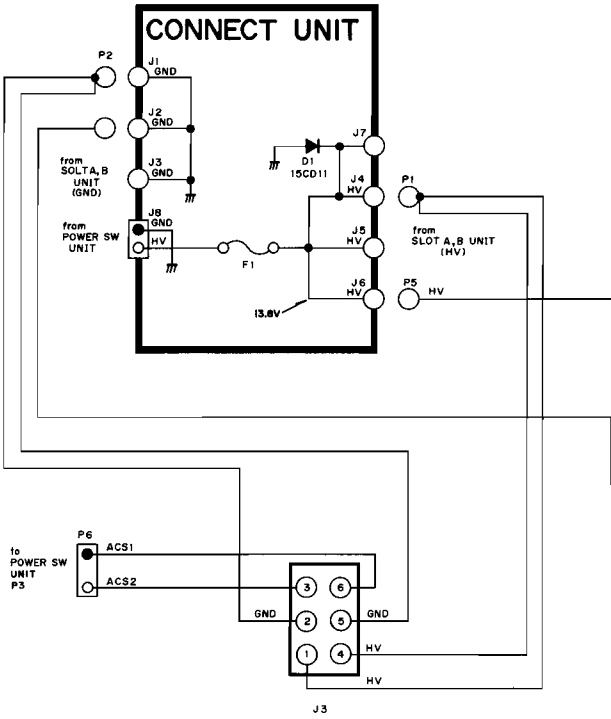 CONNECT UNIT
P2
J1
GND
J2
GND
J7
D1
15CD11
J3
GND
J4
HV
P1
from
SOLTA,B
UNIT
(GND)
from
POWER SW
UNIT
J8
GND
HV
F1
J5
HV
from
SLOT A,B UNIT
(HV)
J6
HV
P5
HV
13.8V
P6
to
POWER SW
UNIT
P3
ACS1
ACS2
3
6
GND
2
5
GND
1
4
HV
HV
J3